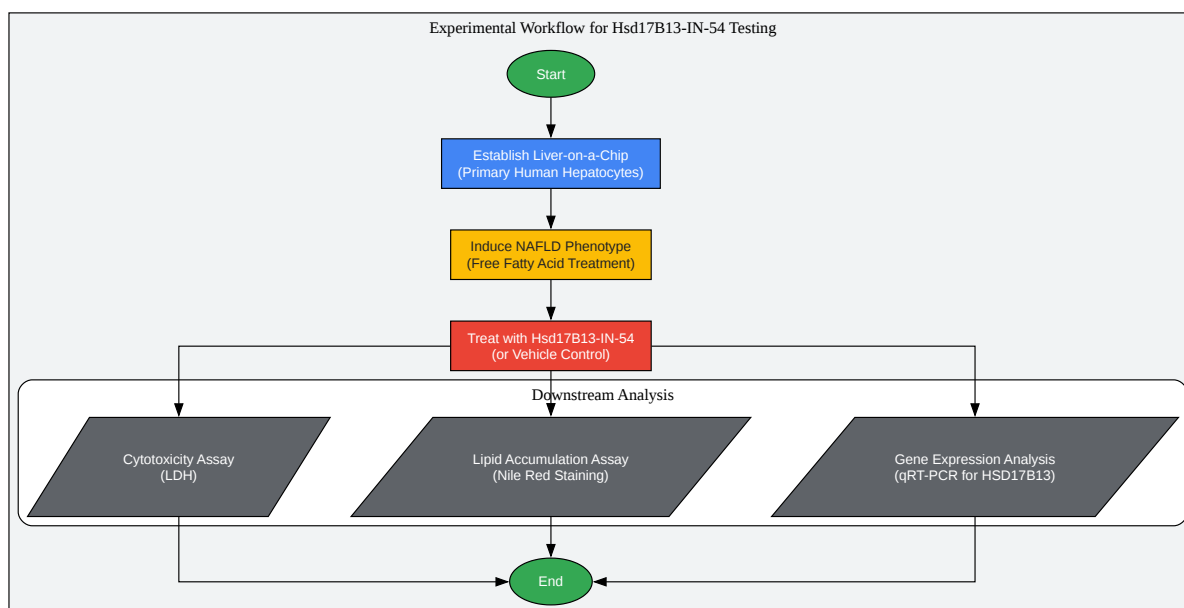 Experimental Workflow for Hsd17B13-IN-54 Testing
Start
Establish Liver-on-a-Chip
(Primary Human Hepatocytes)
Induce NAFLD Phenotype
(Free Fatty Acid Treatment)
Treat with Hsd17B13-IN-54
(or Vehicle Control)
Downstream Analysis
Cytotoxicity Assay
(LDH)
Lipid Accumulation Assay
(Nile Red Staining)
Gene Expression Analysis
(qRT-PCR for HSD17B13)
End